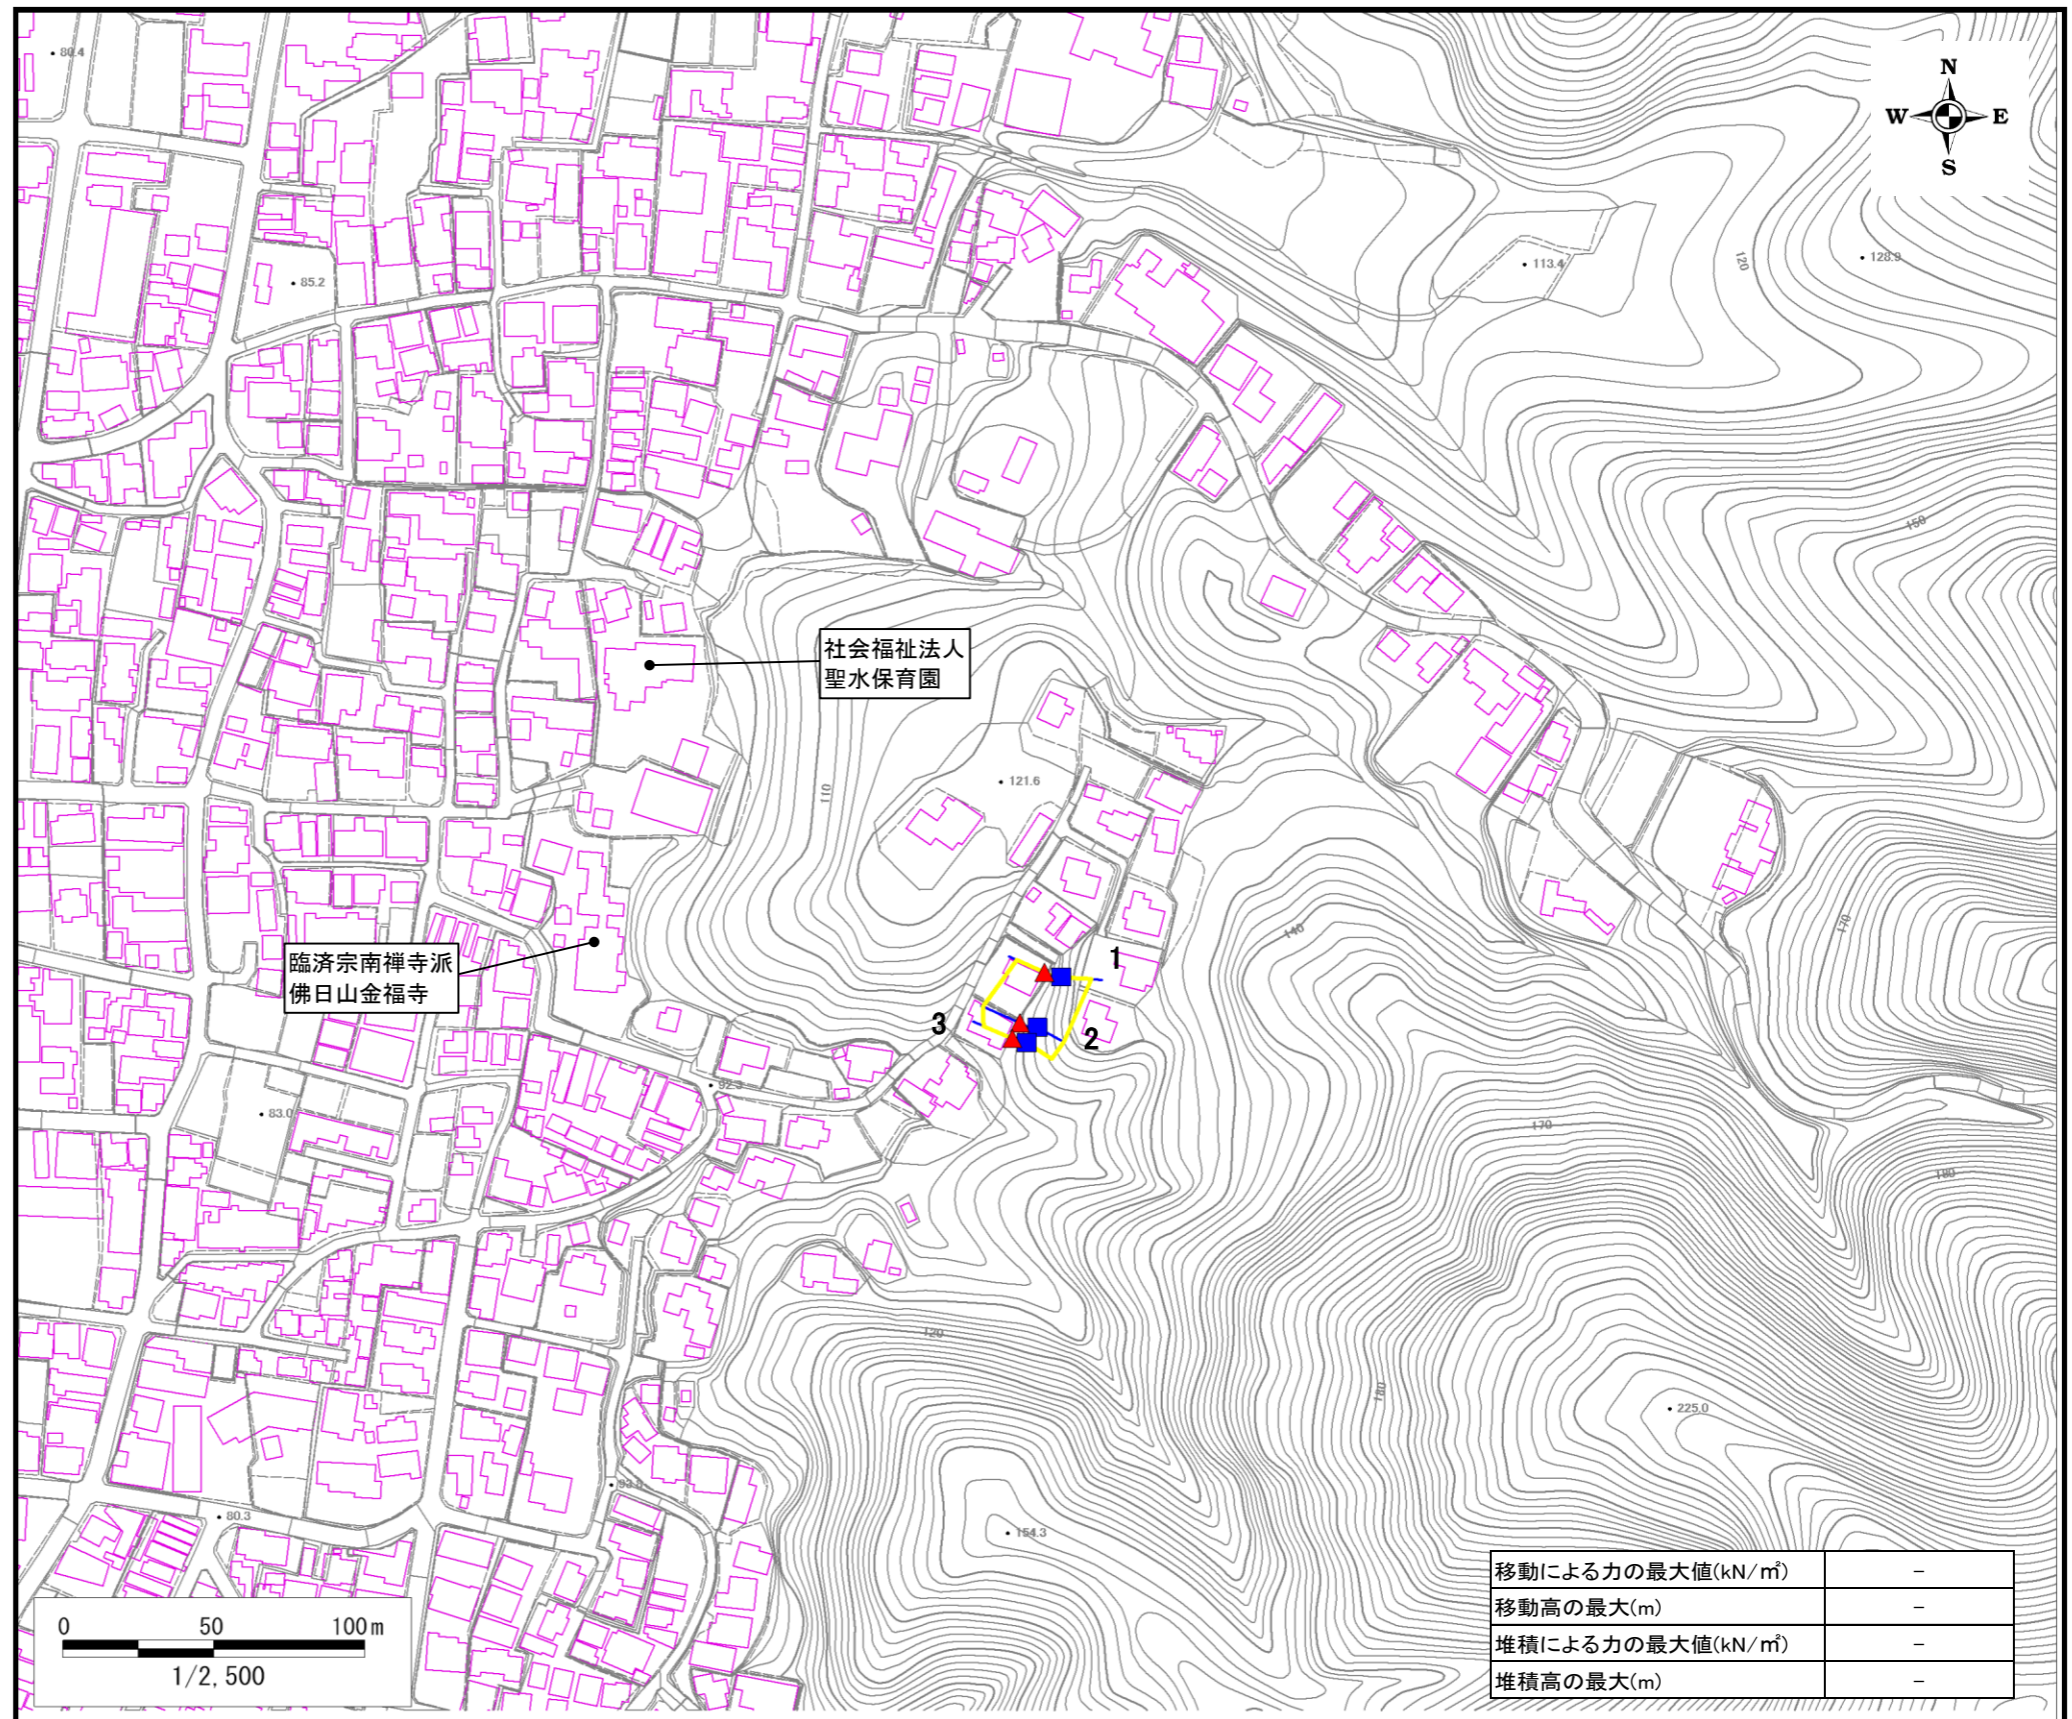 80.4
N
W E
S
85.2
113.4
120
128.9
150
社会福祉法人
聖水保育園
110
121.6
170
140
臨済宗南禅寺派
佛日山金福寺
1
2
3
92.3
83.0
170
180
120
180
225.0
93.0
80.3
154.3
0 50 100m
1/2,500
移動による力の最大値(kN/㎡) －
移動高の最大(m) －
堆積による力の最大値(kN/㎡) －
堆積高の最大(m) －